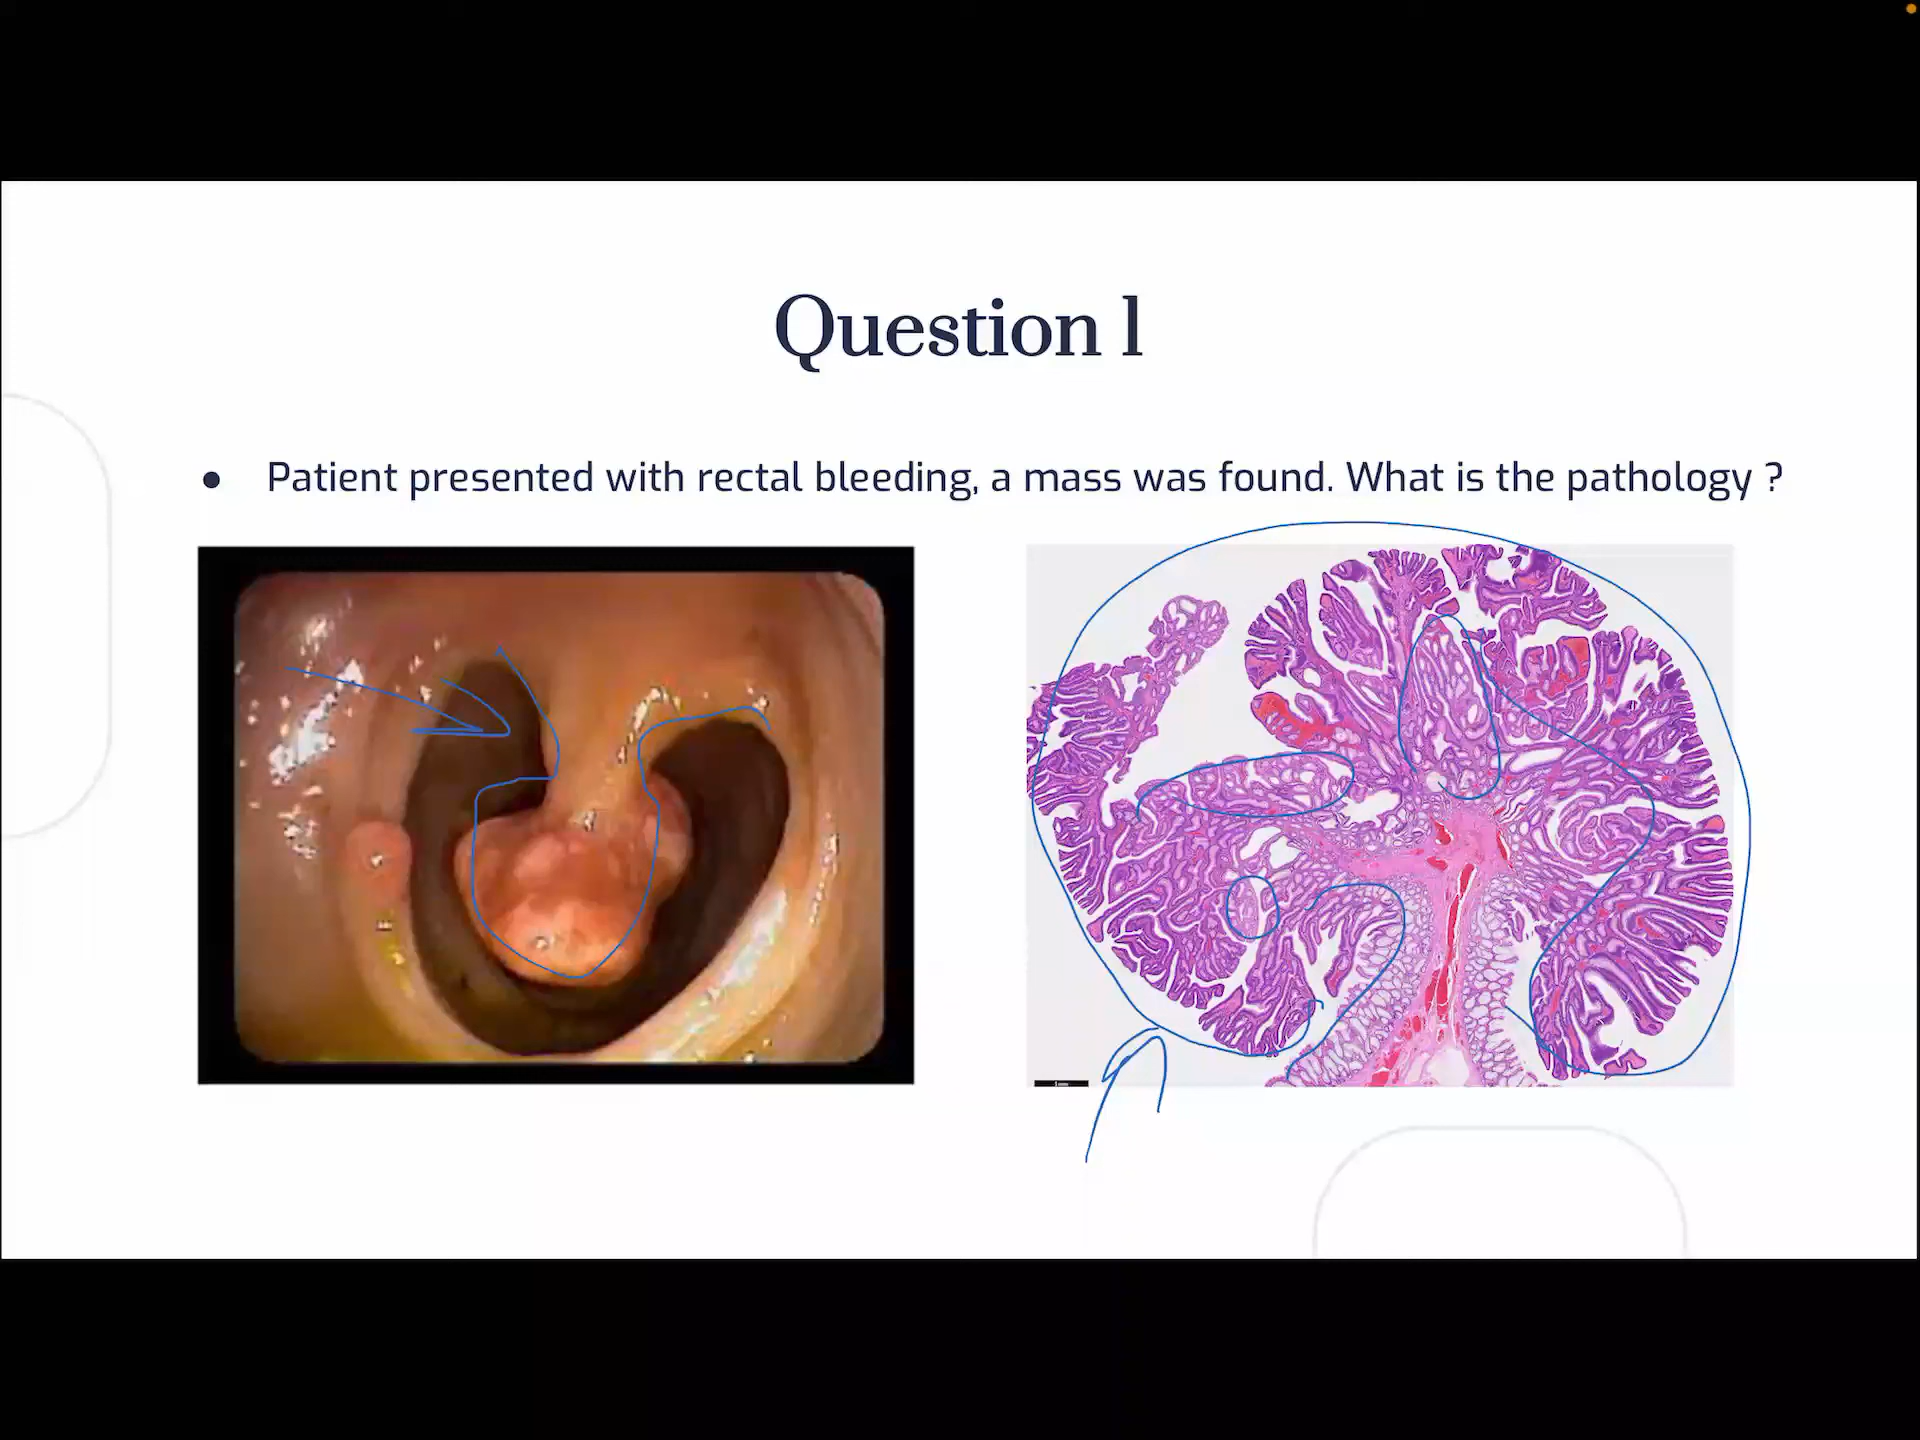 Question 1
● Patient presented with rectal bleeding, a mass was found. What is the pathology ?